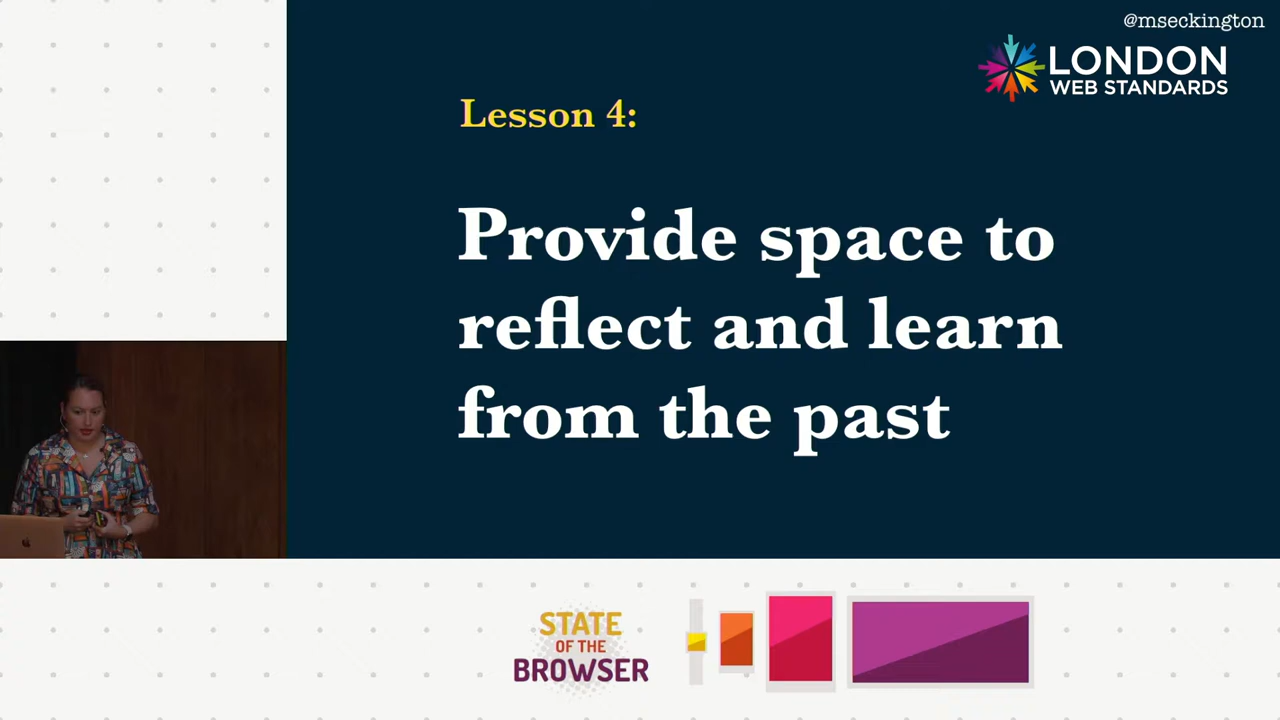 @mseckington
LONDON
WEB STANDARDS
Lesson 4:
Provide space to
reflect and learn
from the past
STATE
OF THE
BROWSER